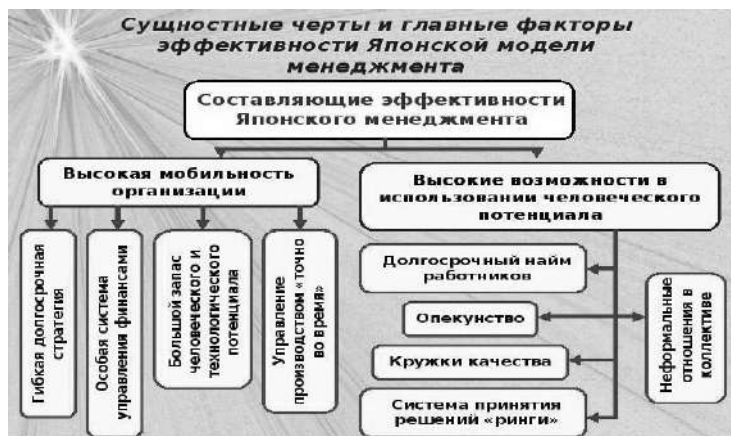 Сущностные черты и главные факторы
эффективности Японской модели
менеджмента
Составляющие эффективности
Японского менеджмента
Высокая мобильность
организации
Высокие возможности в
использовании человеческого
потенциала
Гибкая долгосрочная
стратегия
Особая система
управления финансами
Большой запас
человеческого и
технологического
потенциала
Управление
производством «точно
во время»
Долгосрочный найм
работников
Опекунство
Кружки качества
Система принятия
решений «ринги»
Неформальные
отношения в
коллективе